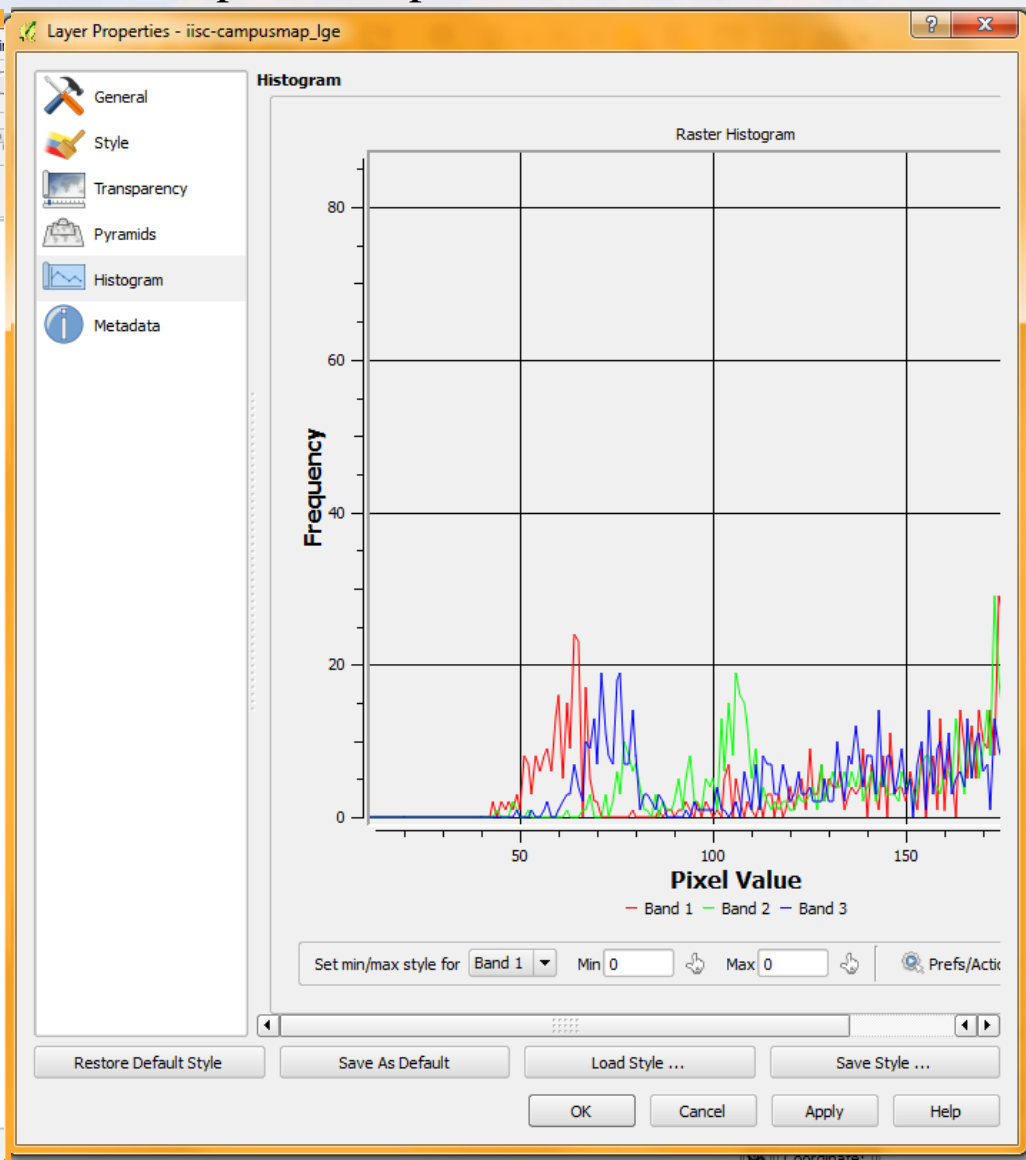 Layer Properties - iisc-campusmap_lge
General
Style
Transparency
Pyramids
Histogram
Metadata
Histogram
Raster Histogram
80
60
40
20
0
Frequency
50 100 150
Pixel Value
Band 1 Band 2 Band 3
Set min/max style for Band 1 Min 0 Max 0 Prefs/Actic
Restore Default Style Save As Default Load Style ... Save Style ...
OK Cancel Apply Help